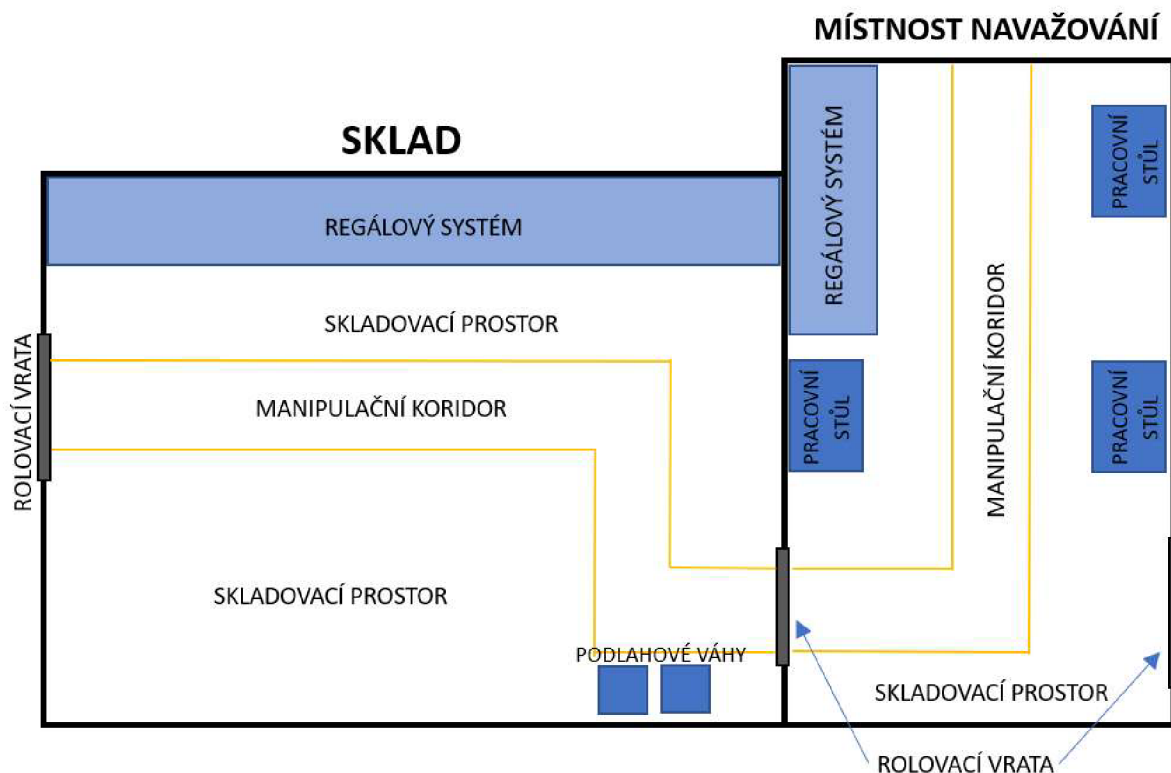 MÍSTNOST NAVAŽOVÁNÍ
SKLAD
REGÁLOVÝ SYSTÉM
SKLADOVACÍ PROSTOR
ROLOVACÍ VRATA
MANIPULAČNÍ KORIDOR
SKLADOVACÍ PROSTOR
PODLAHOVÉ VÁHY
REGÁLOVÝ SYSTÉM
PRACOVNÍ
STŮL
PRACOVNÍ
STŮL
MANIPULAČNÍ KORIDOR
PRACOVNÍ
STŮL
SKLADOVACÍ PROSTOR
ROLOVACÍ VRATA